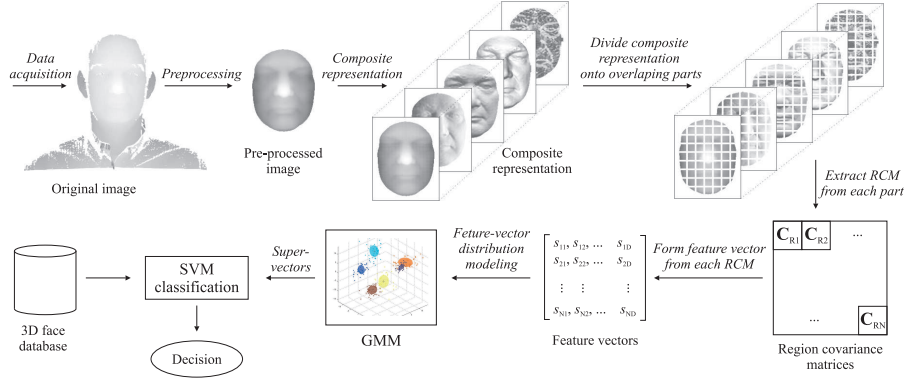 Data
acquisition
Preprocessing
Composite
representation
Divide composite
representation
onto overlaping parts
Original image
Pre-processed
image
Composite
representation
Extract RCM
from each part
C_R1 C_R2 ...
... C_RN
Region covariance
matrices
Form feature vector
from each RCM
s_11, s_12, ... s_1D
s_21, s_22, ... s_2D
⋮ ⋮ ⋮
s_N1, s_N2, ... s_ND
Feature vectors
Feture-vector
distribution
modeling
GMM
Super-
vectors
SVM
classification
Decision
3D face
database